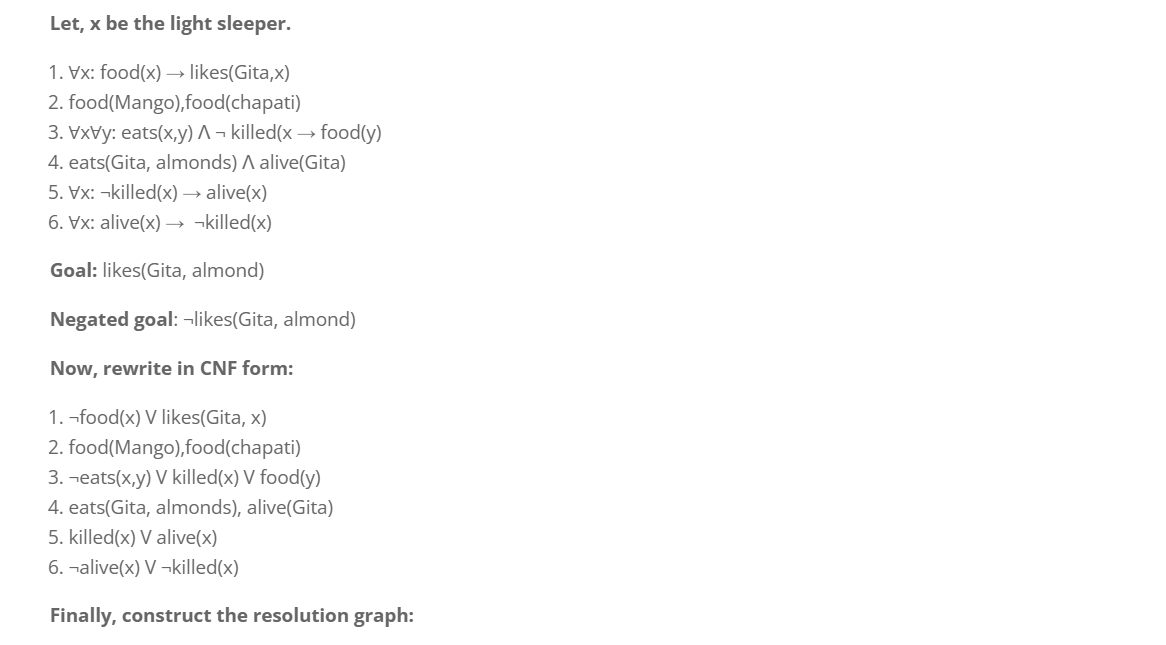 Let, x be the light sleeper.
1. ∀x: food(x) → likes(Gita,x)
2. food(Mango),food(chapati)
3. ∀x∀y: eats(x,y) Λ ¬ killed(x → food(y)
4. eats(Gita, almonds) Λ alive(Gita)
5. ∀x: ¬killed(x) → alive(x)
6. ∀x: alive(x) → ¬killed(x)
Goal: likes(Gita, almond)
Negated goal: ¬likes(Gita, almond)
Now, rewrite in CNF form:
1. ¬food(x) V likes(Gita, x)
2. food(Mango),food(chapati)
3. ¬eats(x,y) V killed(x) V food(y)
4. eats(Gita, almonds), alive(Gita)
5. killed(x) V alive(x)
6. ¬alive(x) V ¬killed(x)
Finally, construct the resolution graph: